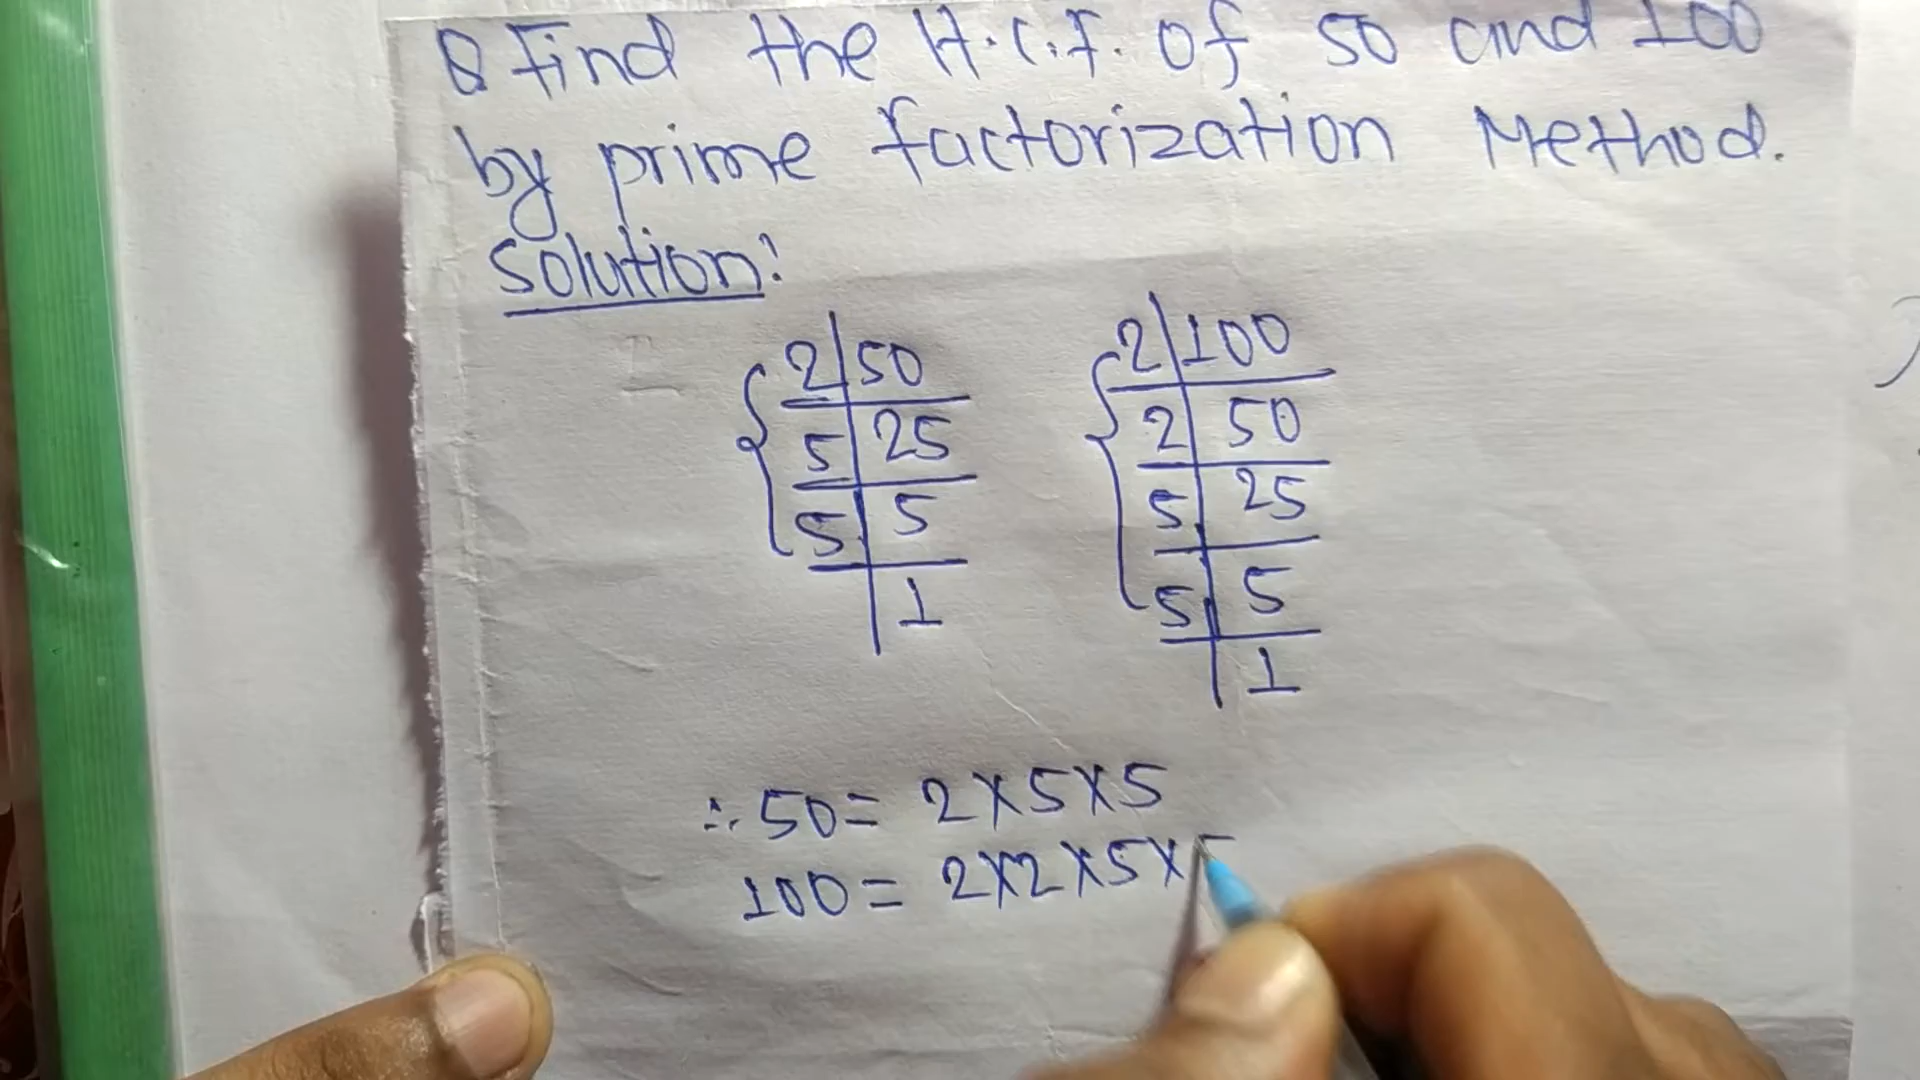 Q Find the H.C.F. Of 50 and 100
by prime factorization Method.
Solution:
2 50
5 25
5 5
1
2 100
2 50
5 25
5 5
1
∴ 50 = 2×5×5
100 = 2×2×5×5